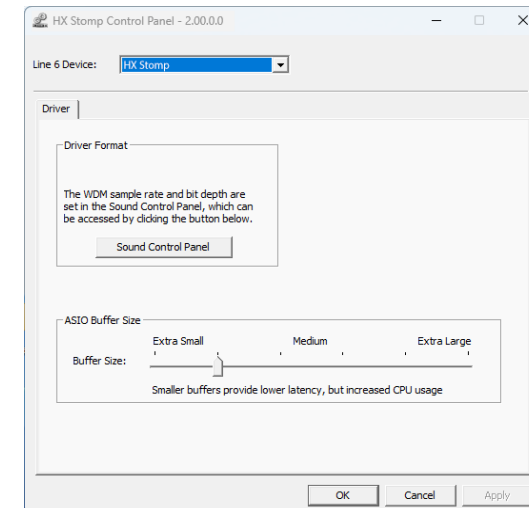 HX Stomp Control Panel - 2.00.0.0
Line 6 Device: HX Stomp
Driver
Driver Format
The WDM sample rate and bit depth are
set in the Sound Control Panel, which can
be accessed by clicking the button below.
Sound Control Panel
ASIO Buffer Size
Extra Small Medium Extra Large
Buffer Size:
Smaller buffers provide lower latency, but increased CPU usage
OK Cancel Apply